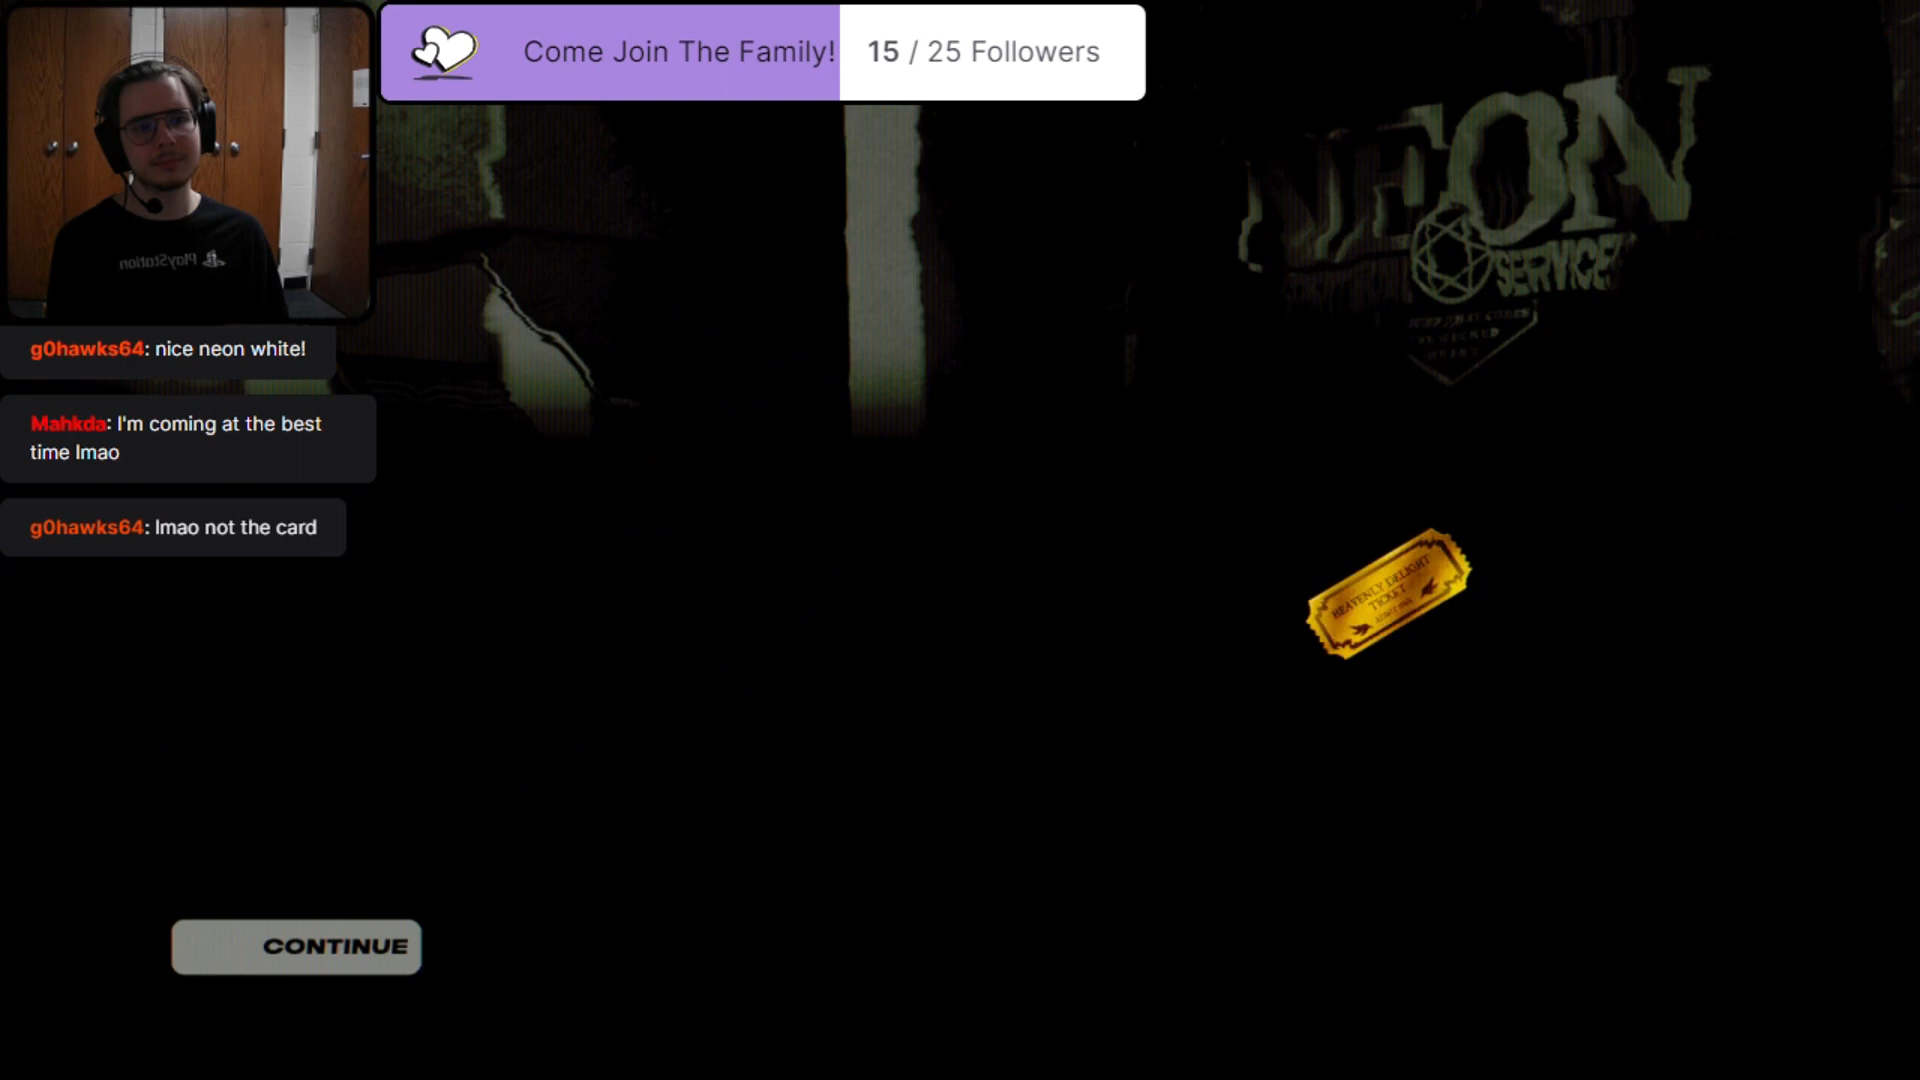 Come Join The Family!
15 / 25 Followers
PlayStation
NEON
SERVICE
g0hawks64: nice neon white!
Mahkda: I'm coming at the best
time lmao
g0hawks64: lmao not the card
HEAVENLY DELIGHT
TICKET
CONTINUE